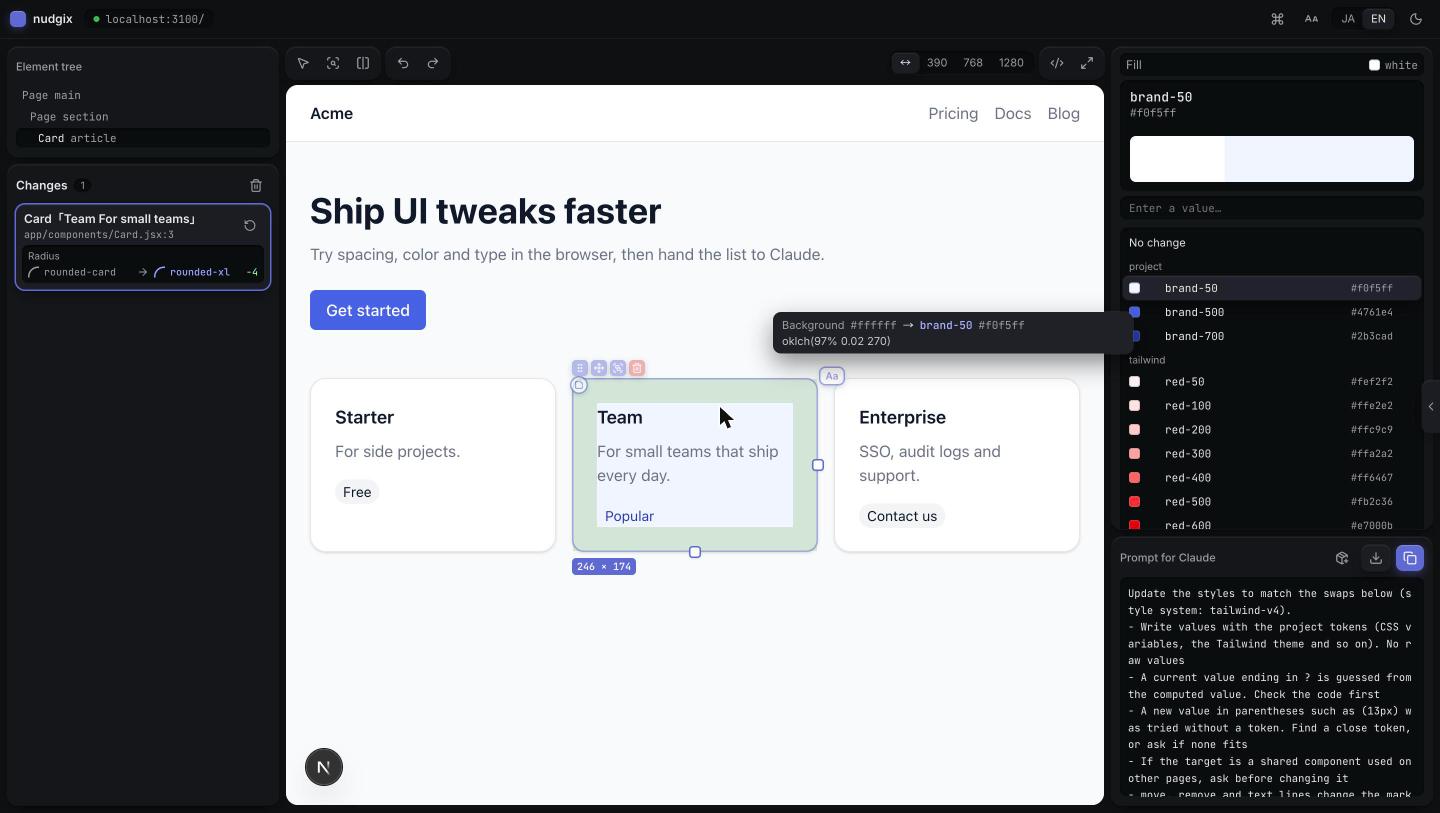 nudgix
localhost:3100/
Aa
JA
EN
Element tree
Page main
Page section
Card article
Changes 1
Card「Team For small teams」
app/components/Card.jsx:3
Radius
rounded-card → rounded-xl -4
390 768 1280
Acme
Pricing Docs Blog
Ship UI tweaks faster
Try spacing, color and type in the browser, then hand the list to Claude.
Get started
Background #ffffff → brand-50 #f0f5ff
oklch(97% 0.02 270)
Aa
Starter
For side projects.
Free
Team
For small teams that ship
every day.
Popular
246 × 174
Enterprise
SSO, audit logs and
support.
Contact us
N
Fill white
brand-50
#f0f5ff
Enter a value…
No change
project
brand-50 #f0f5ff
brand-500 #4761e4
brand-700 #2b3cad
tailwind
red-50 #fef2f2
red-100 #ffe2e2
red-200 #ffc9c9
red-300 #ffa2a2
red-400 #ff6467
red-500 #fb2c36
red-600 #e7000b
Prompt for Claude
Update the styles to match the swaps below (s
tyle system: tailwind-v4).
- Write values with the project tokens (CSS v
ariables, the Tailwind theme and so on). No r
aw values
- A current value ending in ? is guessed from
the computed value. Check the code first
- A new value in parentheses such as (13px) w
as tried without a token. Find a close token,
or ask if none fits
- If the target is a shared component used on
other pages, ask before changing it
- move, remove and text lines change the mark